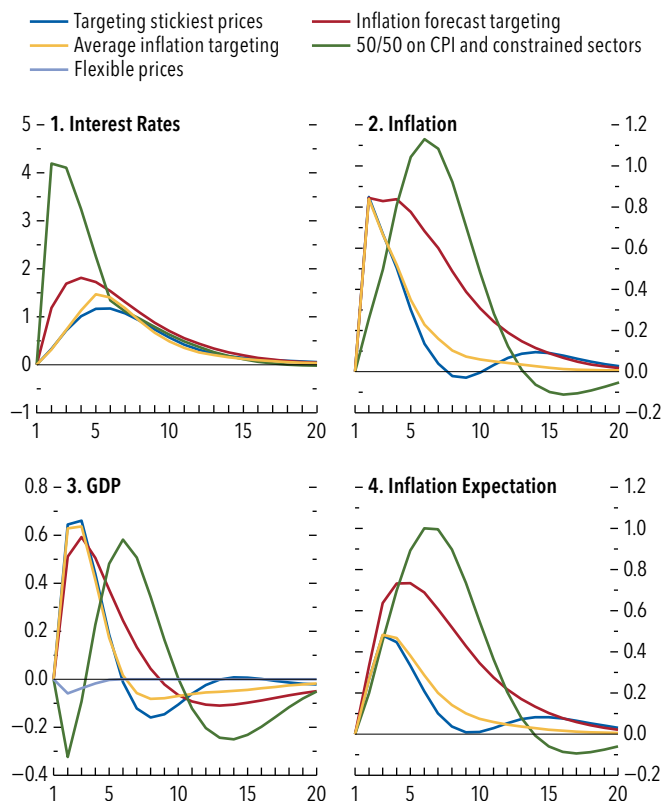 Targeting stickiest prices
Inflation forecast targeting
Average inflation targeting
50/50 on CPI and constrained sectors
Flexible prices
1. Interest Rates
5
4
3
2
1
0
−1
1 5 10 15 20
2. Inflation
1.2
1.0
0.8
0.6
0.4
0.2
0.0
−0.2
1 5 10 15 20
3. GDP
0.8
0.6
0.4
0.2
0.0
−0.2
−0.4
1 5 10 15 20
4. Inflation Expectation
1.2
1.0
0.8
0.6
0.4
0.2
0.0
−0.2
1 5 10 15 20